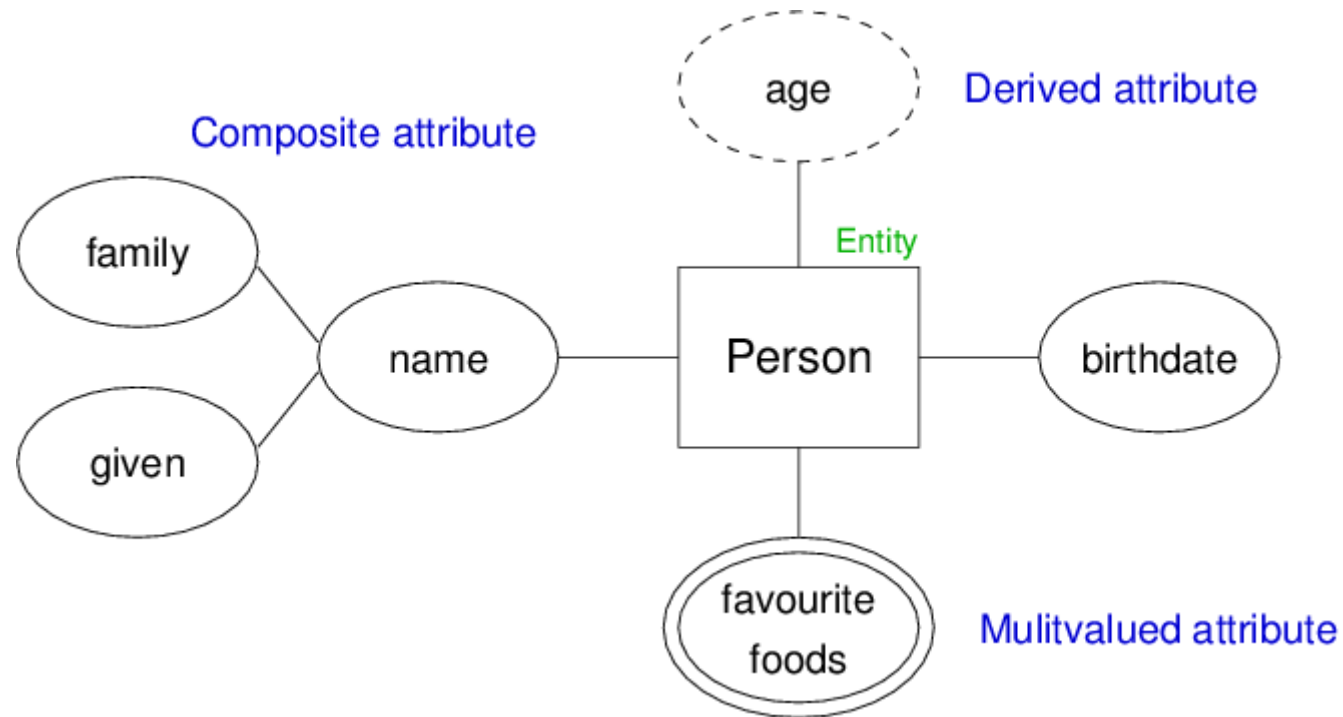 age
Derived attribute
Composite attribute
family
Entity
name
Person
birthdate
given
favourite
foods
Mulitvalued attribute